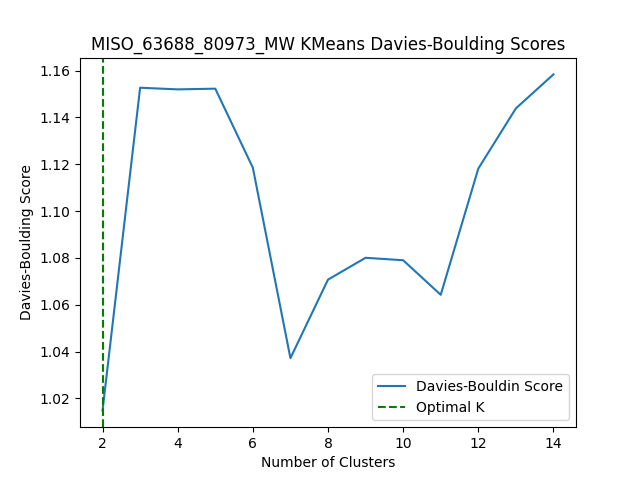 MISO_63688_80973_MW KMeans Davies-Boulding Scores
Davies-Boulding Score
1.16
1.14
1.12
1.10
1.08
1.06
1.04
1.02
Davies-Bouldin Score
Optimal K
2 4 6 8 10 12 14
Number of Clusters